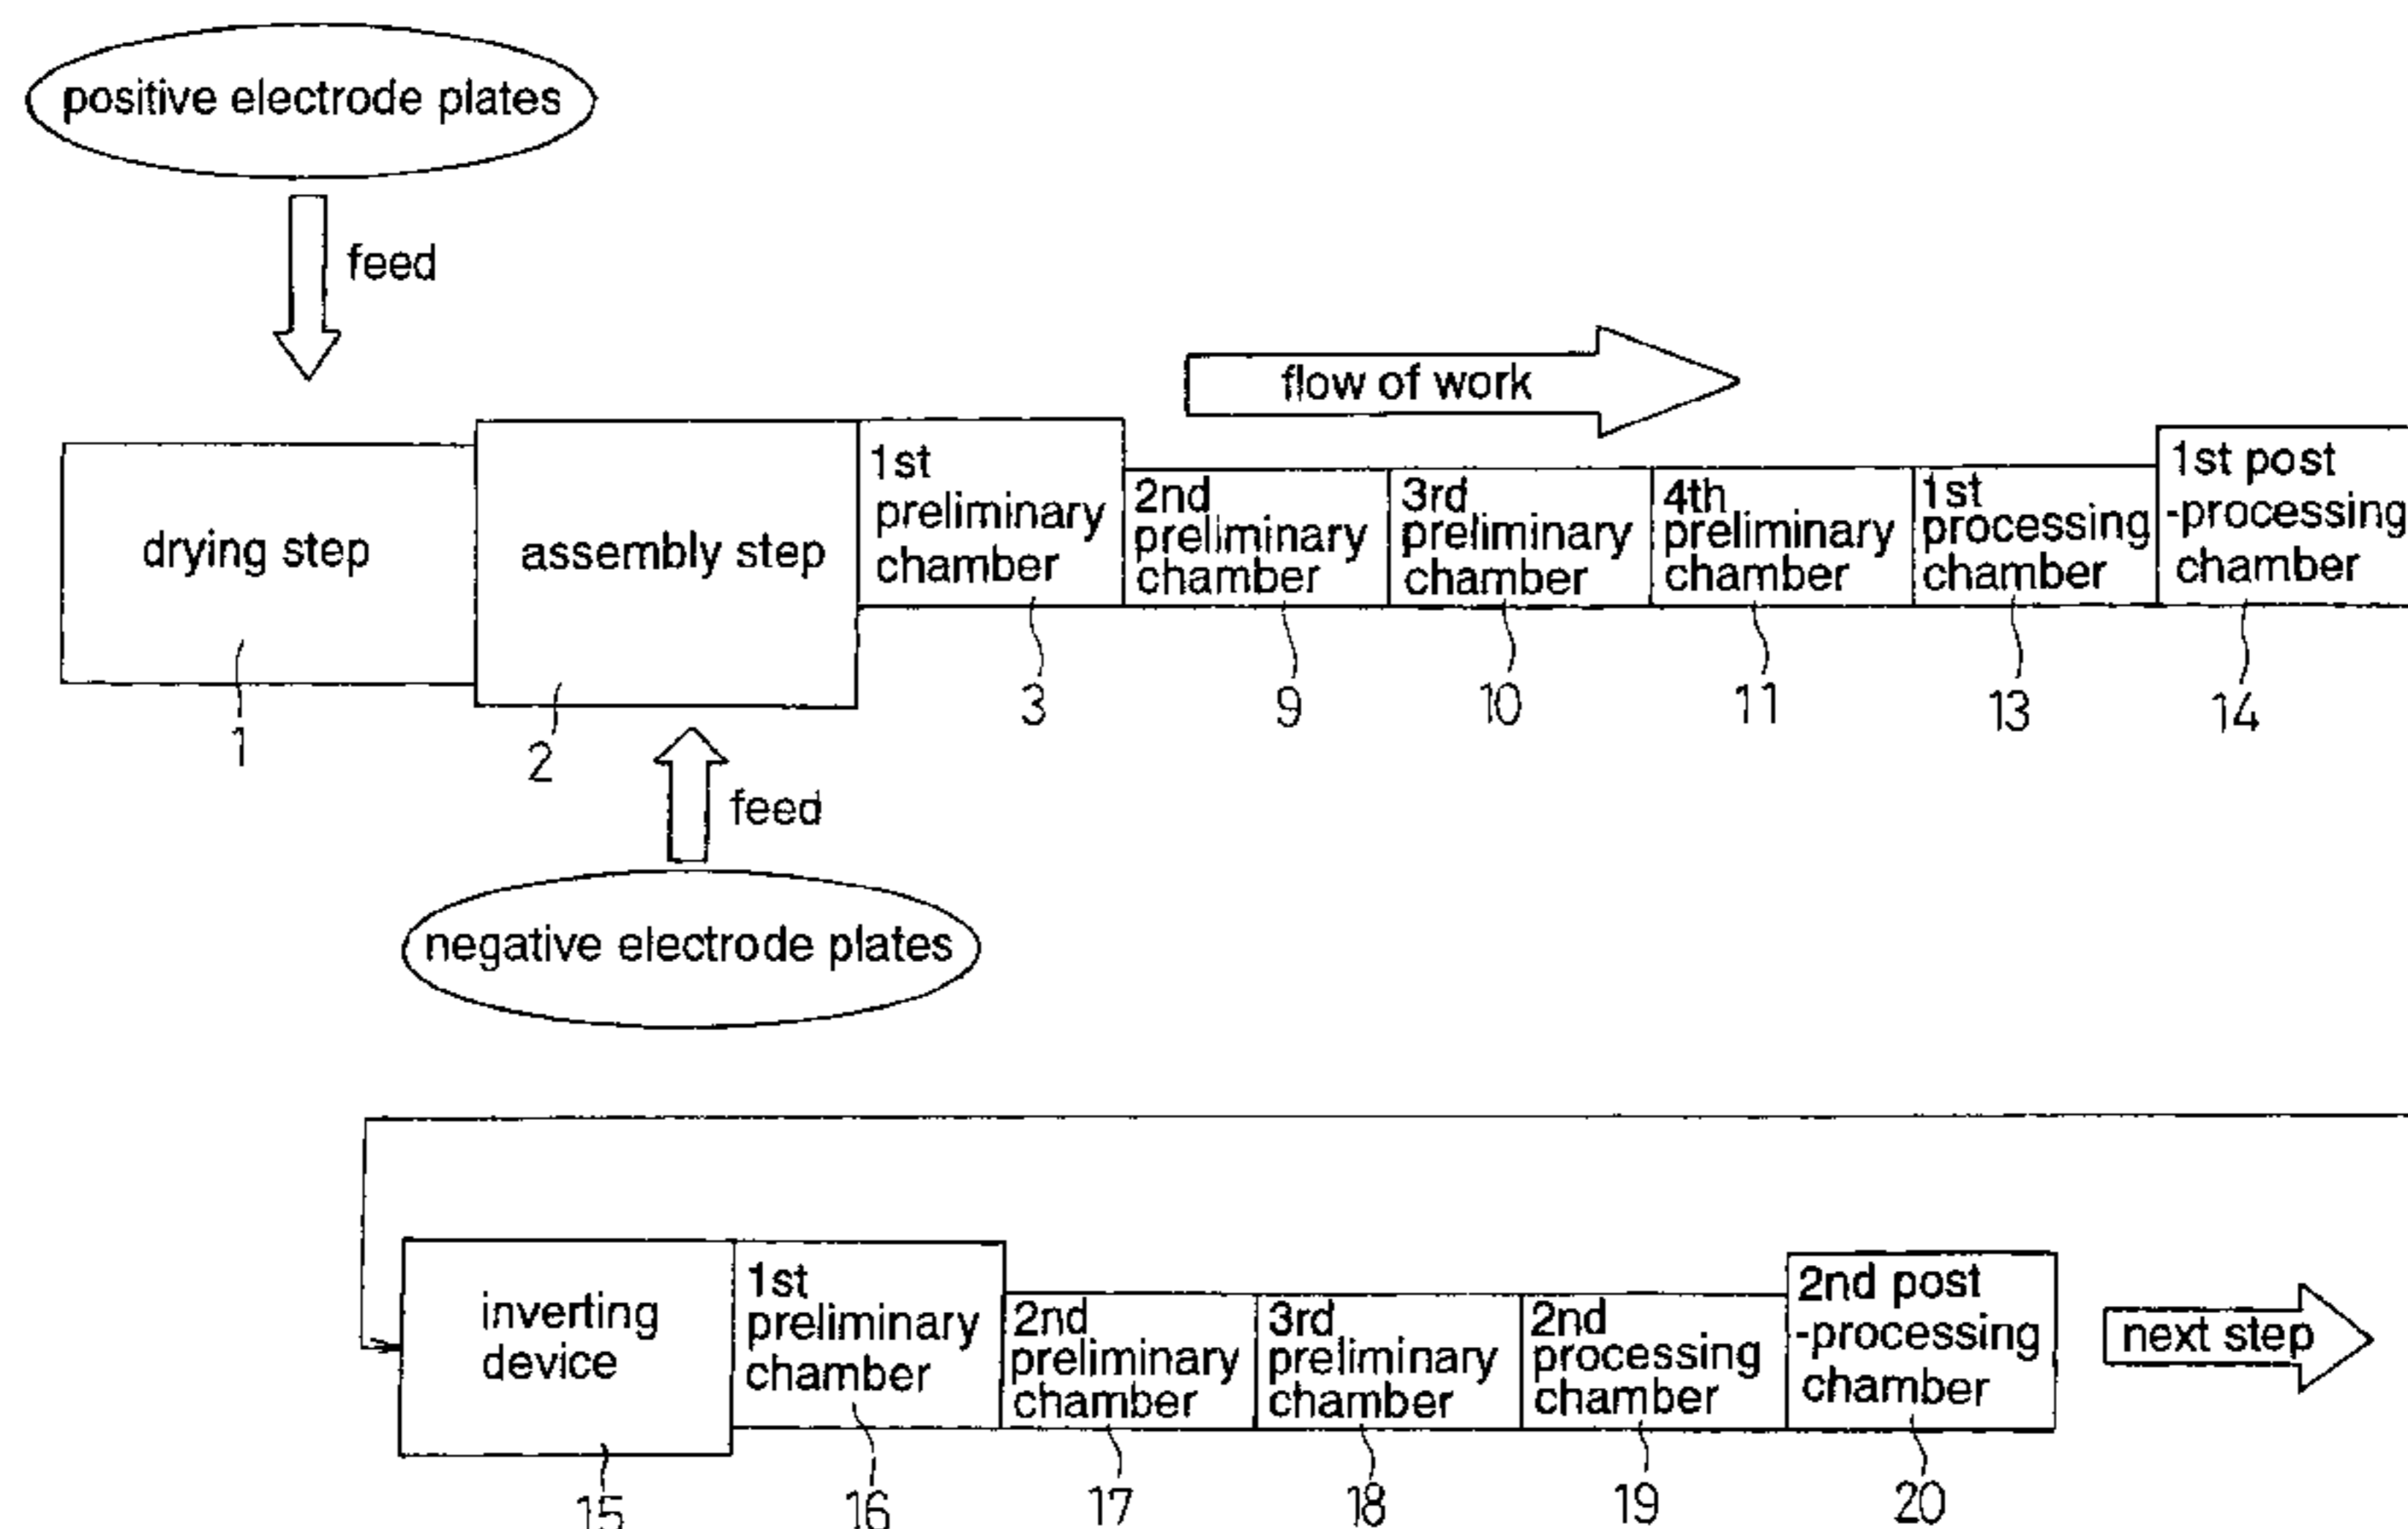 positive electrode plates
feed
flow of work
drying step
assembly step
1st
preliminary
chamber
2nd
preliminary
chamber
3rd
preliminary
chamber
4th
preliminary
chamber
1st
processing
chamber
1st post
-processing
chamber
1
2
3
9
10
11
13
14
feed
negative electrode plates
inverting
device
1st
preliminary
chamber
2nd
preliminary
chamber
3rd
preliminary
chamber
2nd
processing
chamber
2nd post
-processing
chamber
next step
15
16
17
18
19
20